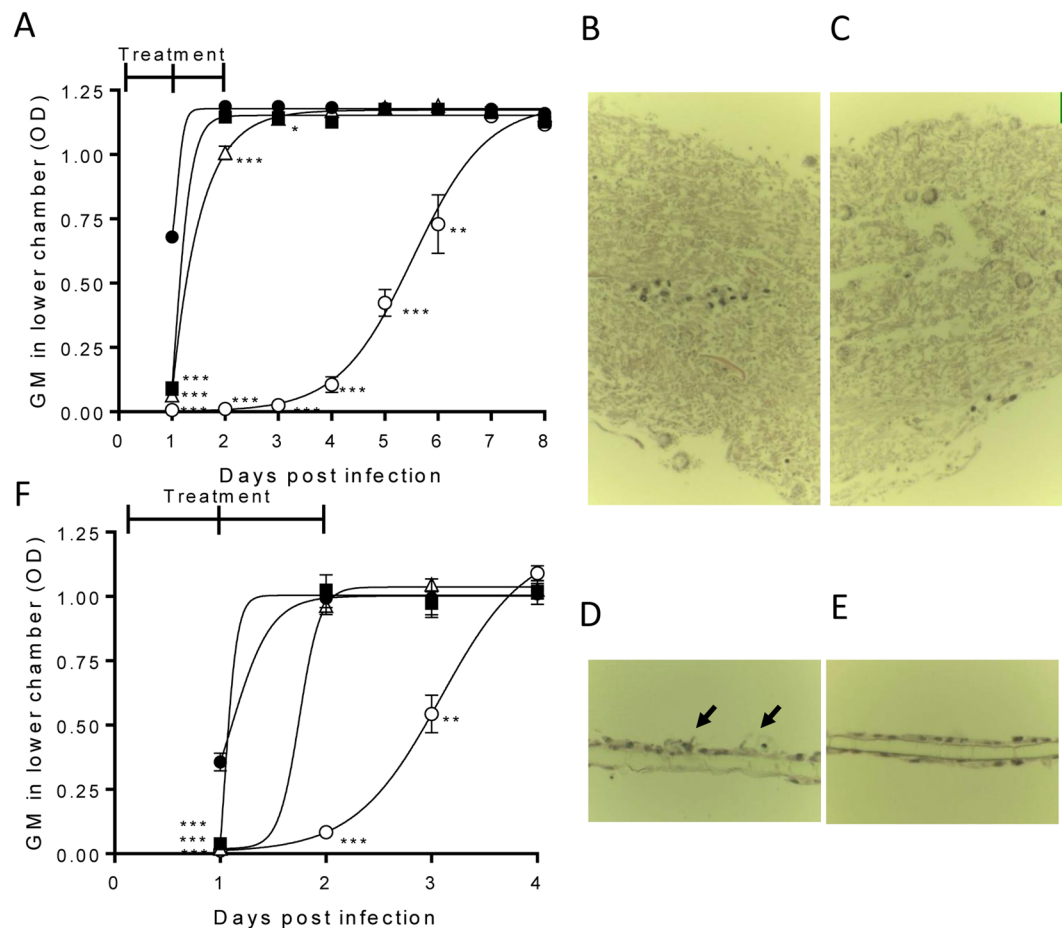 A
B
C
Treatment
GM in lower chamber (OD)
1.25
1.00
0.75
0.50
0.25
0.00
*
***
**
***
***
***
***
***
***
***
0 1 2 3 4 5 6 7 8
Days post infection
F
Treatment
GM in lower chamber (OD)
1.25
1.00
0.75
0.50
0.25
0.00
**
***
***
***
***
0 1 2 3 4
Days post infection
D
E